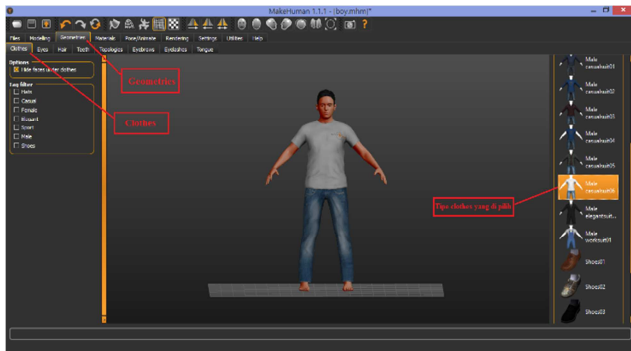 MakeHuman 1.1.1 - [boy.mhm]*
Files Modelling Geometries Materials Pose/Animate Rendering Settings Utilities Help
Clothes Eyes Hair Teeth Topologies Eyebrows Eyelashes Tongue
Options
Hide faces under clothes
Tag filter
Hats
Casual
Female
Elegant
Sport
Male
Shoes
Geometries
Clothes
Tipe clothes yang di pilih
Male
casualsuit01
Male
casualsuit02
Male
casualsuit03
Male
casualsuit04
Male
casualsuit05
Male
casualsuit06
Male
elegantsuit...
Male
worksuit01
Shoes01
Shoes02
Shoes03